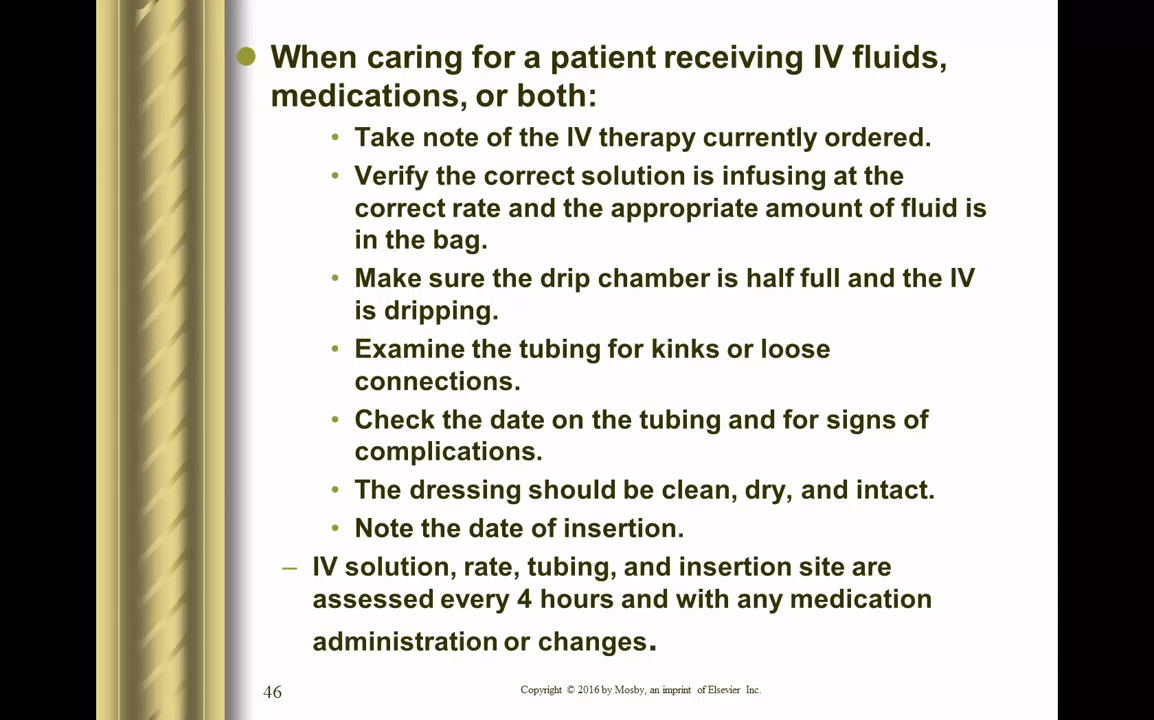 ● When caring for a patient receiving IV fluids,
medications, or both:
• Take note of the IV therapy currently ordered.
• Verify the correct solution is infusing at the
correct rate and the appropriate amount of fluid is
in the bag.
• Make sure the drip chamber is half full and the IV
is dripping.
• Examine the tubing for kinks or loose
connections.
• Check the date on the tubing and for signs of
complications.
• The dressing should be clean, dry, and intact.
• Note the date of insertion.
– IV solution, rate, tubing, and insertion site are
assessed every 4 hours and with any medication
administration or changes.
46
Copyright © 2016 by Mosby, an imprint of Elsevier Inc.